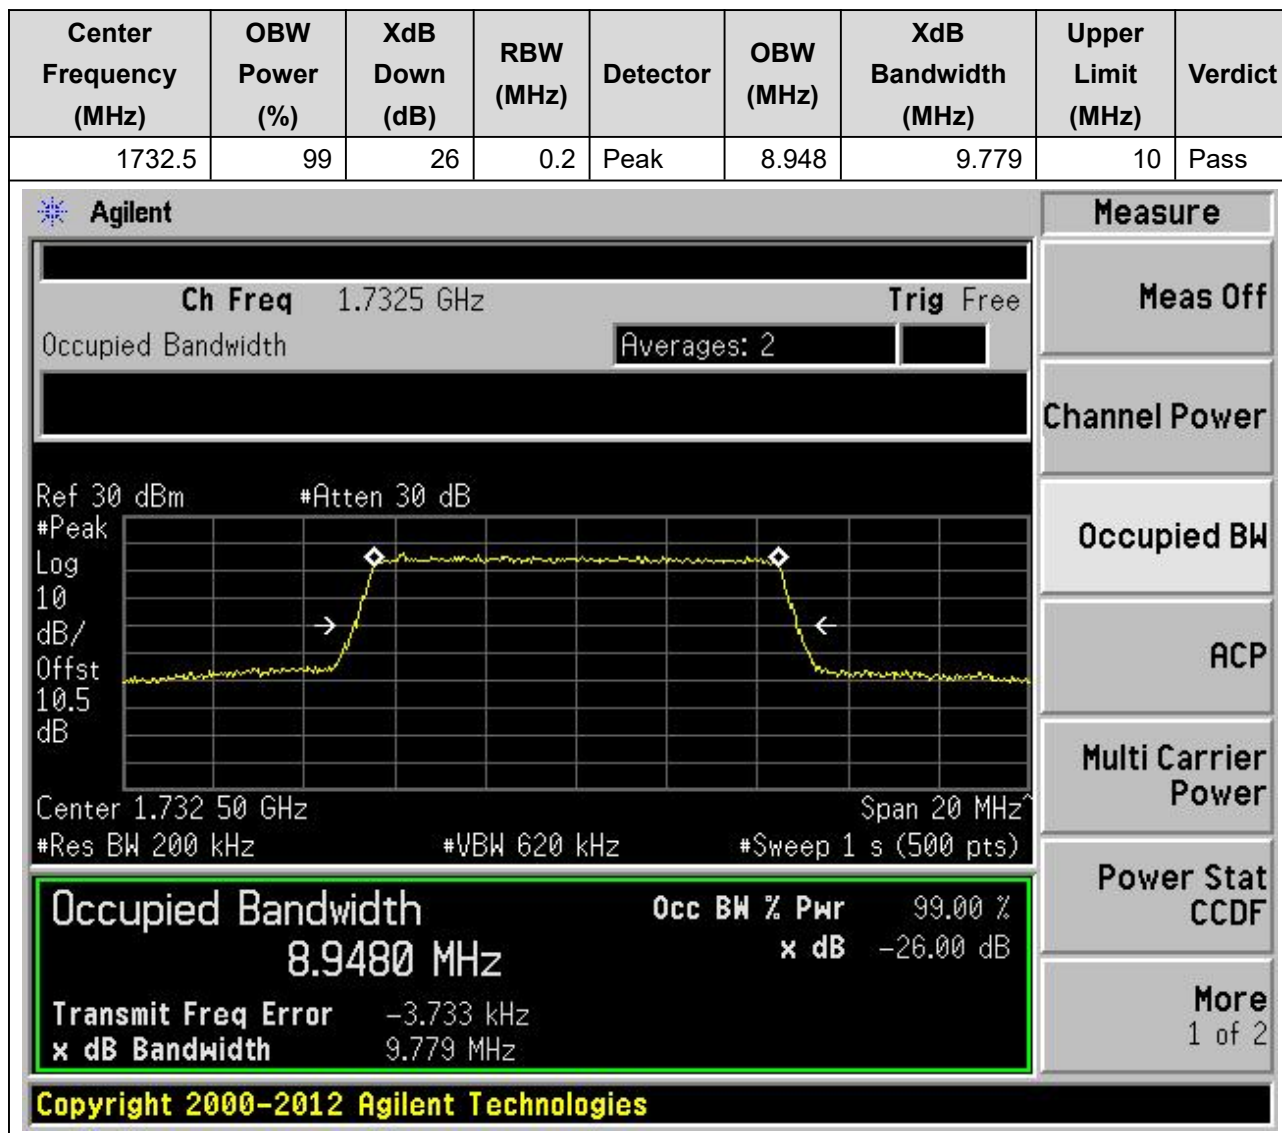 Center Frequency (MHz) OBW Power (%) XdB Down (dB) RBW (MHz) Detector OBW (MHz) XdB Bandwidth (MHz) Upper Limit (MHz) Verdict
1732.5 99 26 0.2 Peak 8.948 9.779 10 Pass
Agilent
Measure
Ch Freq 1.7325 GHz Trig Free
Meas Off
Occupied Bandwidth Averages: 2
Channel Power
Ref 30 dBm #Atten 30 dB
#Peak
Log
10
dB/
Offst
10.5
dB
Occupied BW
ACP
Multi Carrier
Power
Center 1.732 50 GHz Span 20 MHz^
#Res BW 200 kHz #VBW 620 kHz #Sweep 1 s (500 pts)
Power Stat
CCDF
Occupied Bandwidth Occ BW % Pwr 99.00 %
8.9480 MHz x dB -26.00 dB
Transmit Freq Error -3.733 kHz
x dB Bandwidth 9.779 MHz
More
1 of 2
Copyright 2000-2012 Agilent Technologies